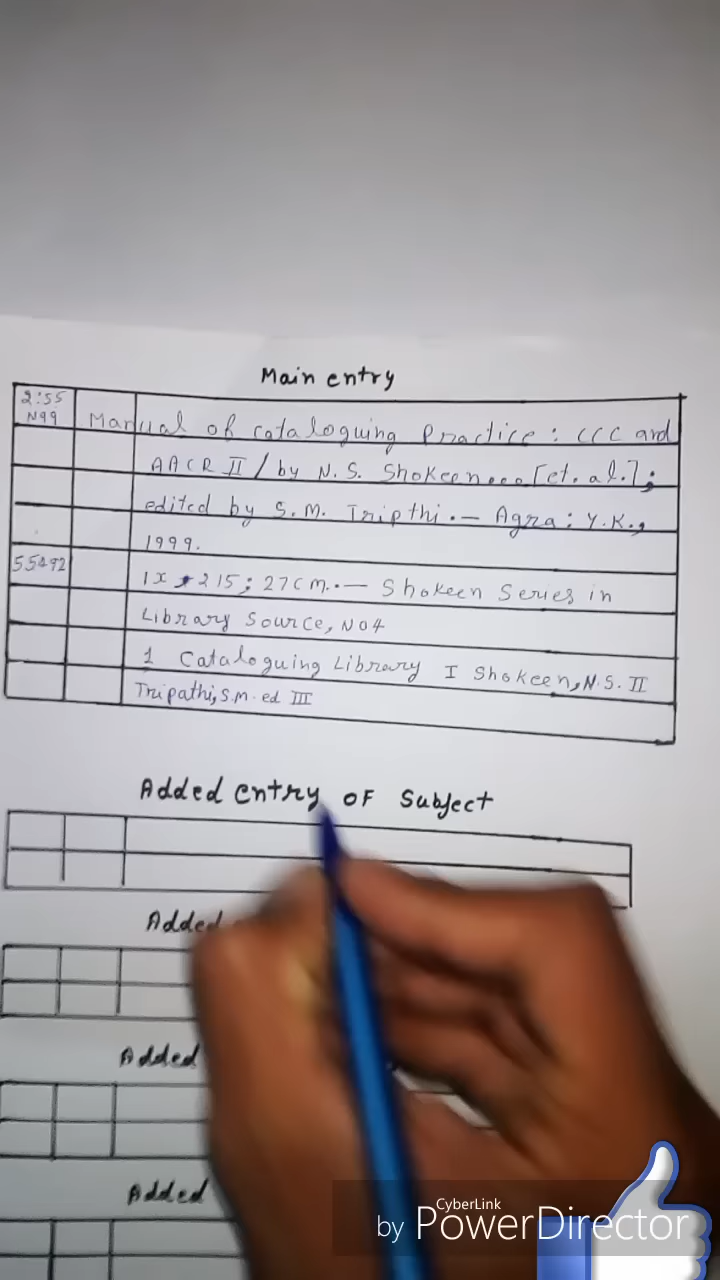 Main entry
2:55
N99
Manual of cataloguing Practice : CCC and
AACR II / by N. S. Shokeen... [et. al.];
edited by S. M. Tripthi .— Agra : Y.K.,
1999.
55492
ix, 215 ; 27cm. .— Shokeen Series in
Library Source, No4
1 Cataloguing Library I Shokeen, N.S. II
Tripathi, S.m. ed III
Added entry OF Subject
Added
Added
Added
CyberLink
by PowerDirector